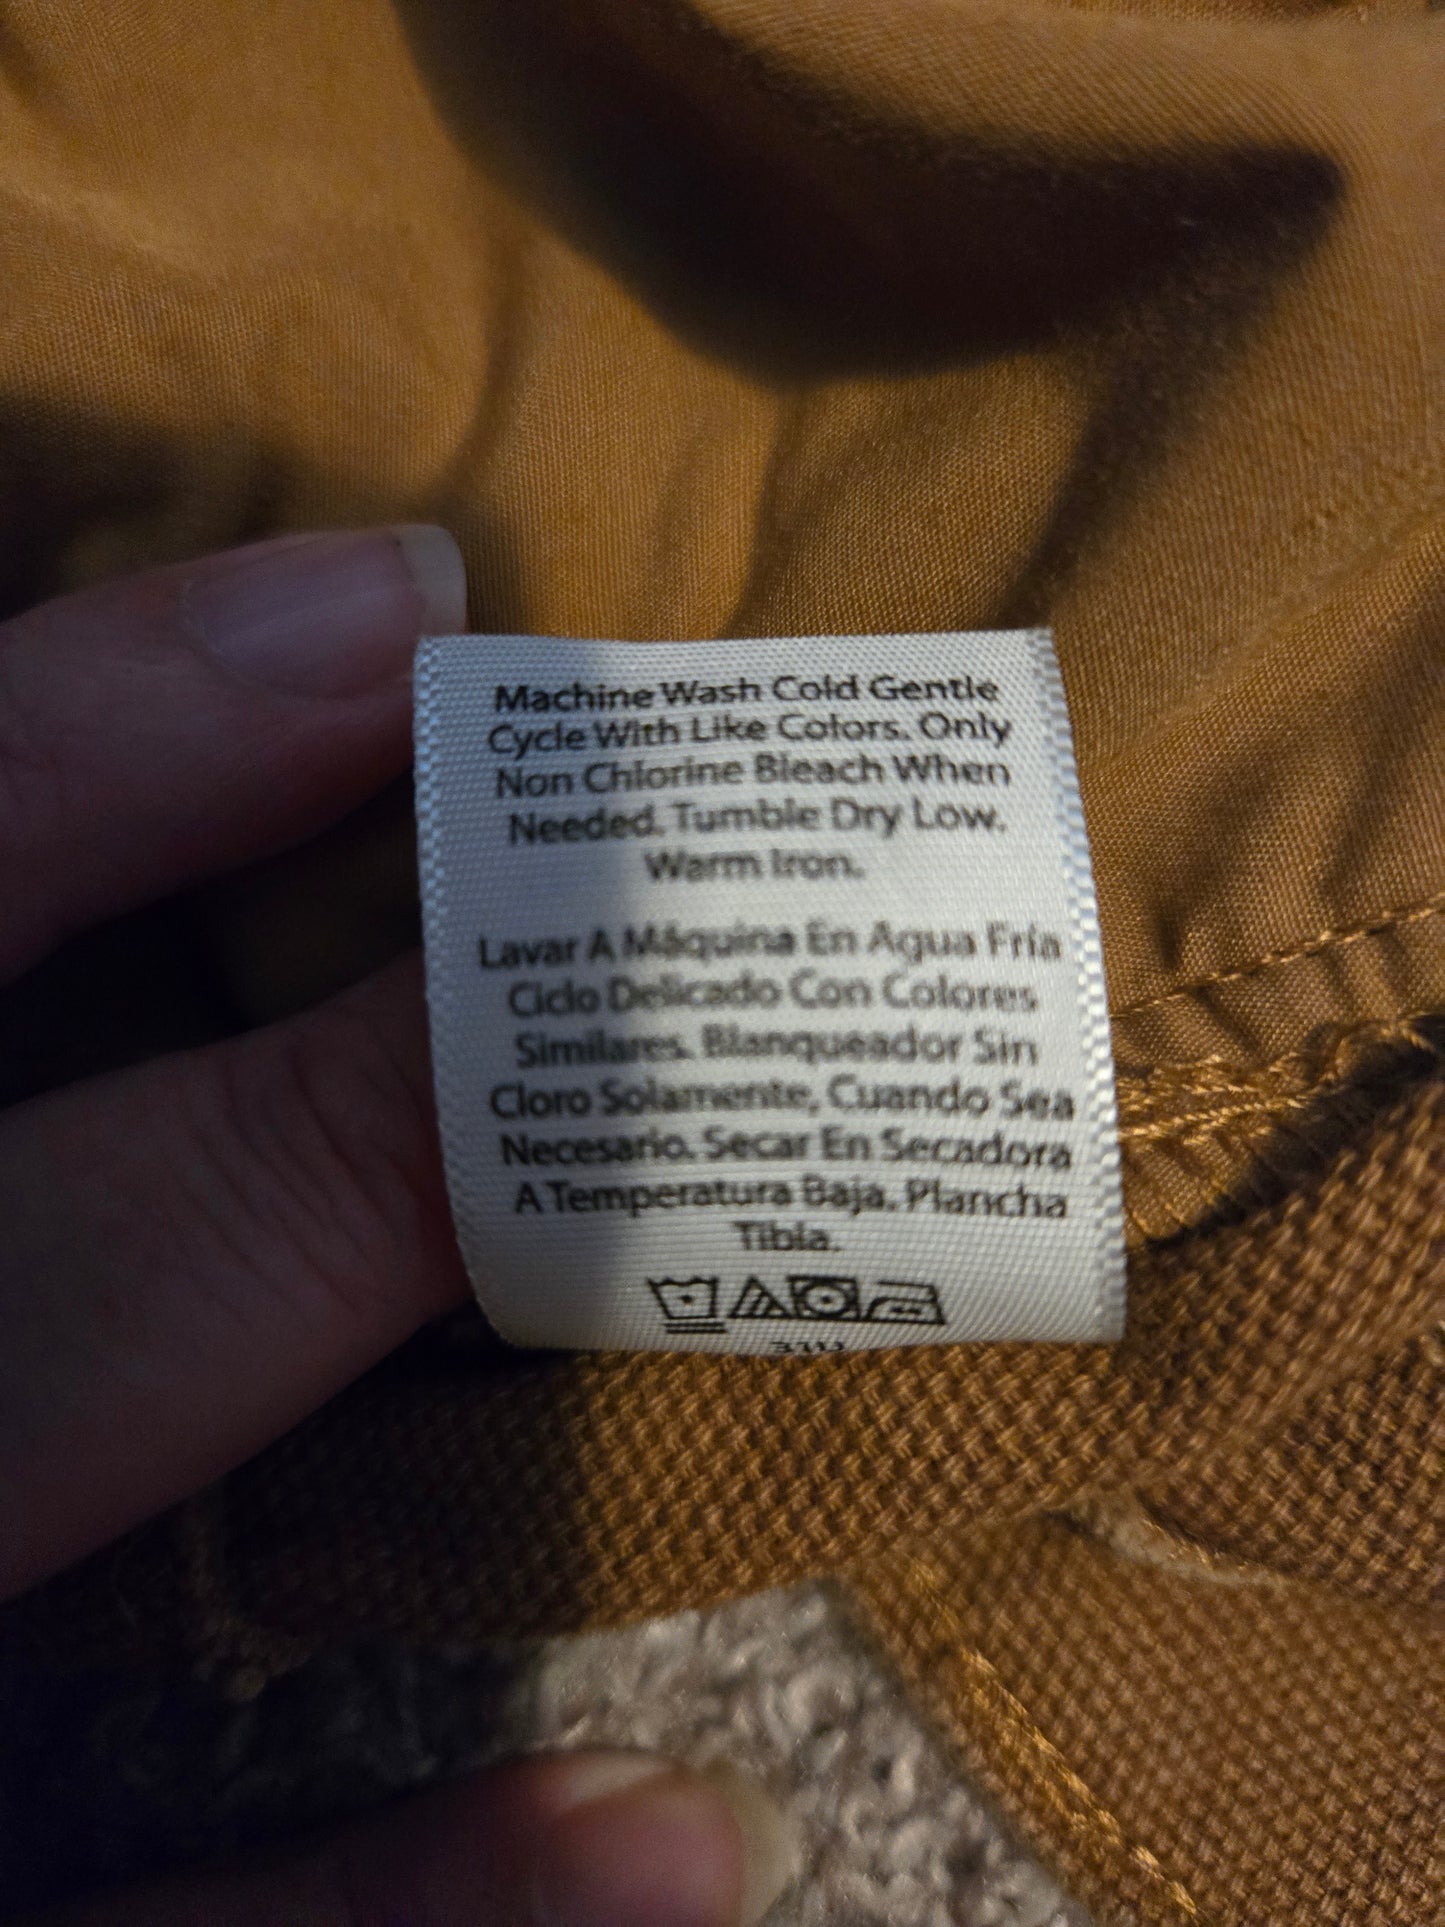 Machine Wash Cold Gentle
Cycle With Like Colors. Only
Non Chlorine Bleach When
Needed. Tumble Dry Low.
Warm Iron.
Lavar A Máquina En Agua Fría
Ciclo Delicado Con Colores
Similares. Blanqueador Sin
Cloro Solamente, Cuando Sea
Necesario. Secar En Secadora
A Temperatura Baja. Plancha
Tibia.